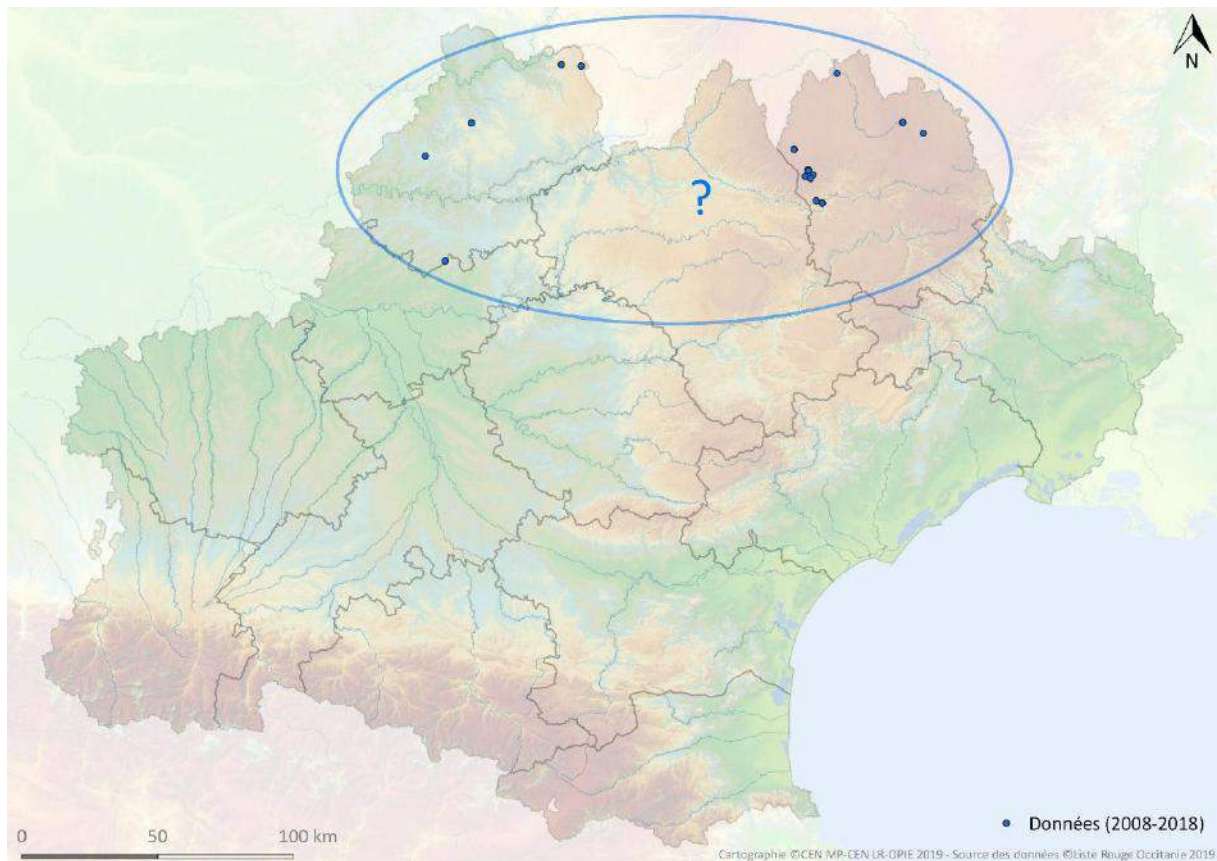 N
?
0 50 100 km
Données (2008-2018)
Cartographie ©CEN MP-CEN LR-OPIE 2019 - Source des données ©Liste Rouge Occitanie 2019